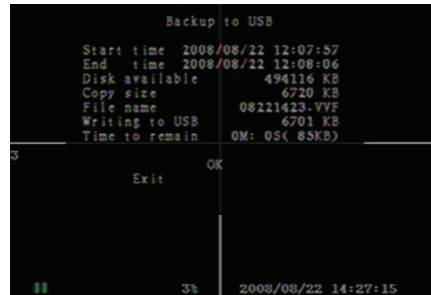 Backup to USB
Start time 2008/08/22 12:07:57
End time 2008/08/22 12:08:06
Disk available 494116 KB
Copy size 6720 KB
File name 08221423.VVF
Writing to USB 6701 KB
Time to remain 0M: 0S( 85KB)
3
OK
Exit
3% 2008/08/22 14:27:15